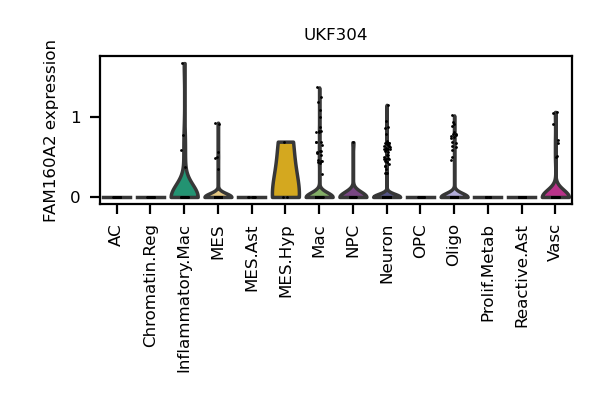 UKF304
FAM160A2 expression
1
0
AC
Chromatin.Reg
Inflammatory.Mac
MES
MES.Ast
MES.Hyp
Mac
NPC
Neuron
OPC
Oligo
Prolif.Metab
Reactive.Ast
Vasc